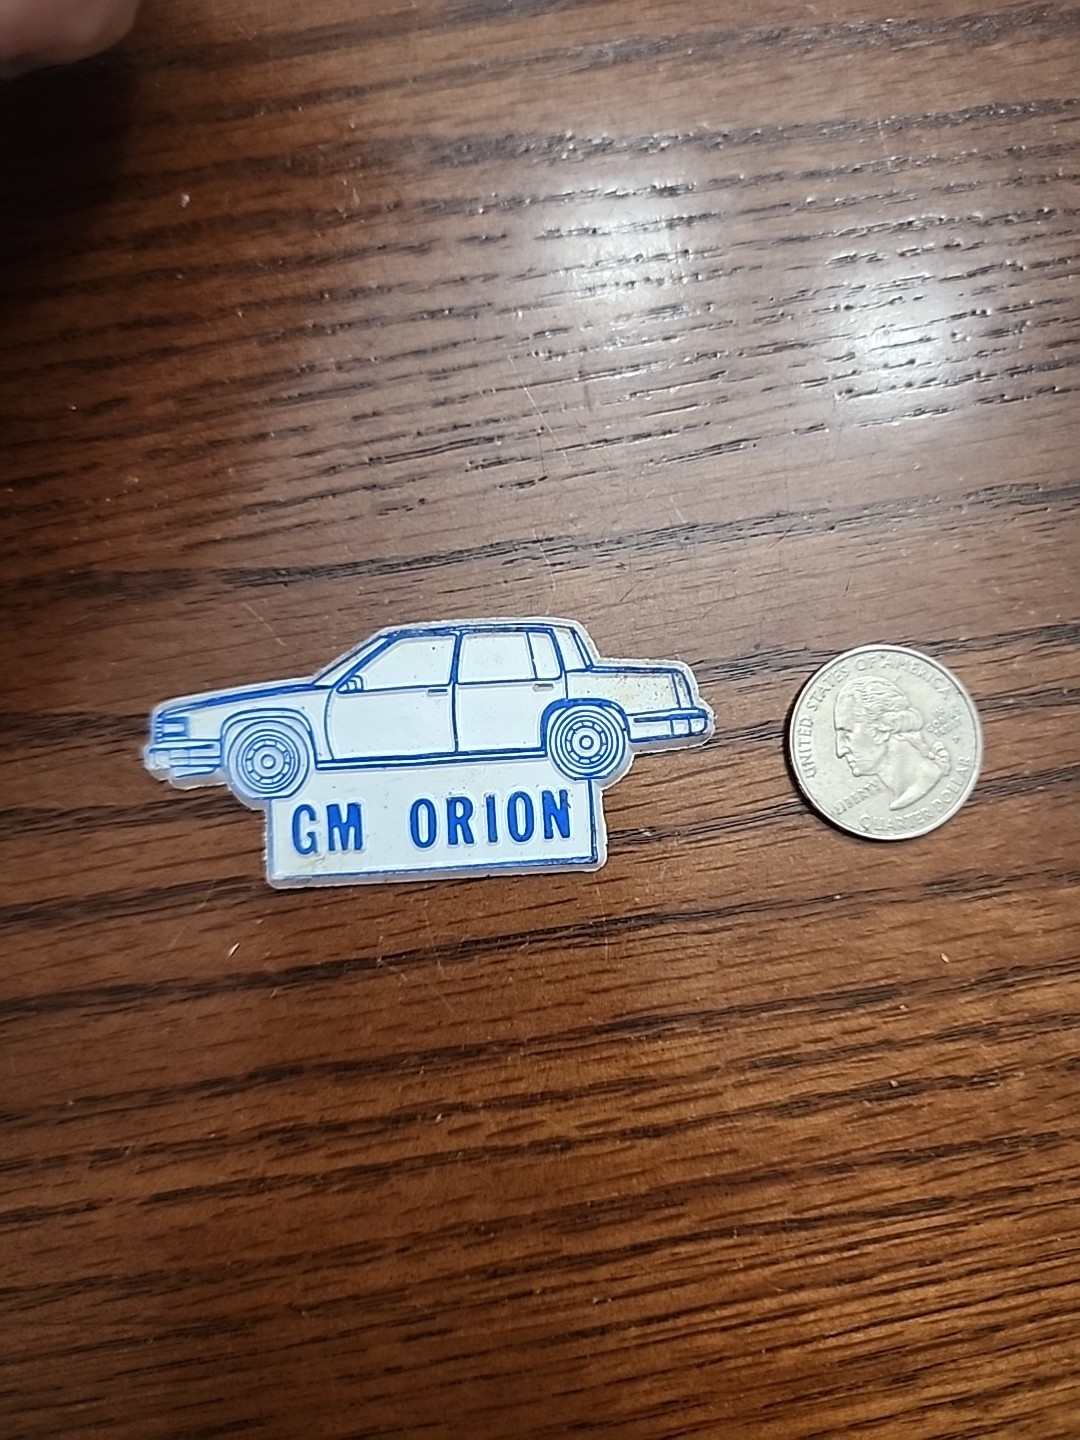 GM ORION
UNITED STATES OF AMERICA
LIBERTY
QUARTER DOLLAR